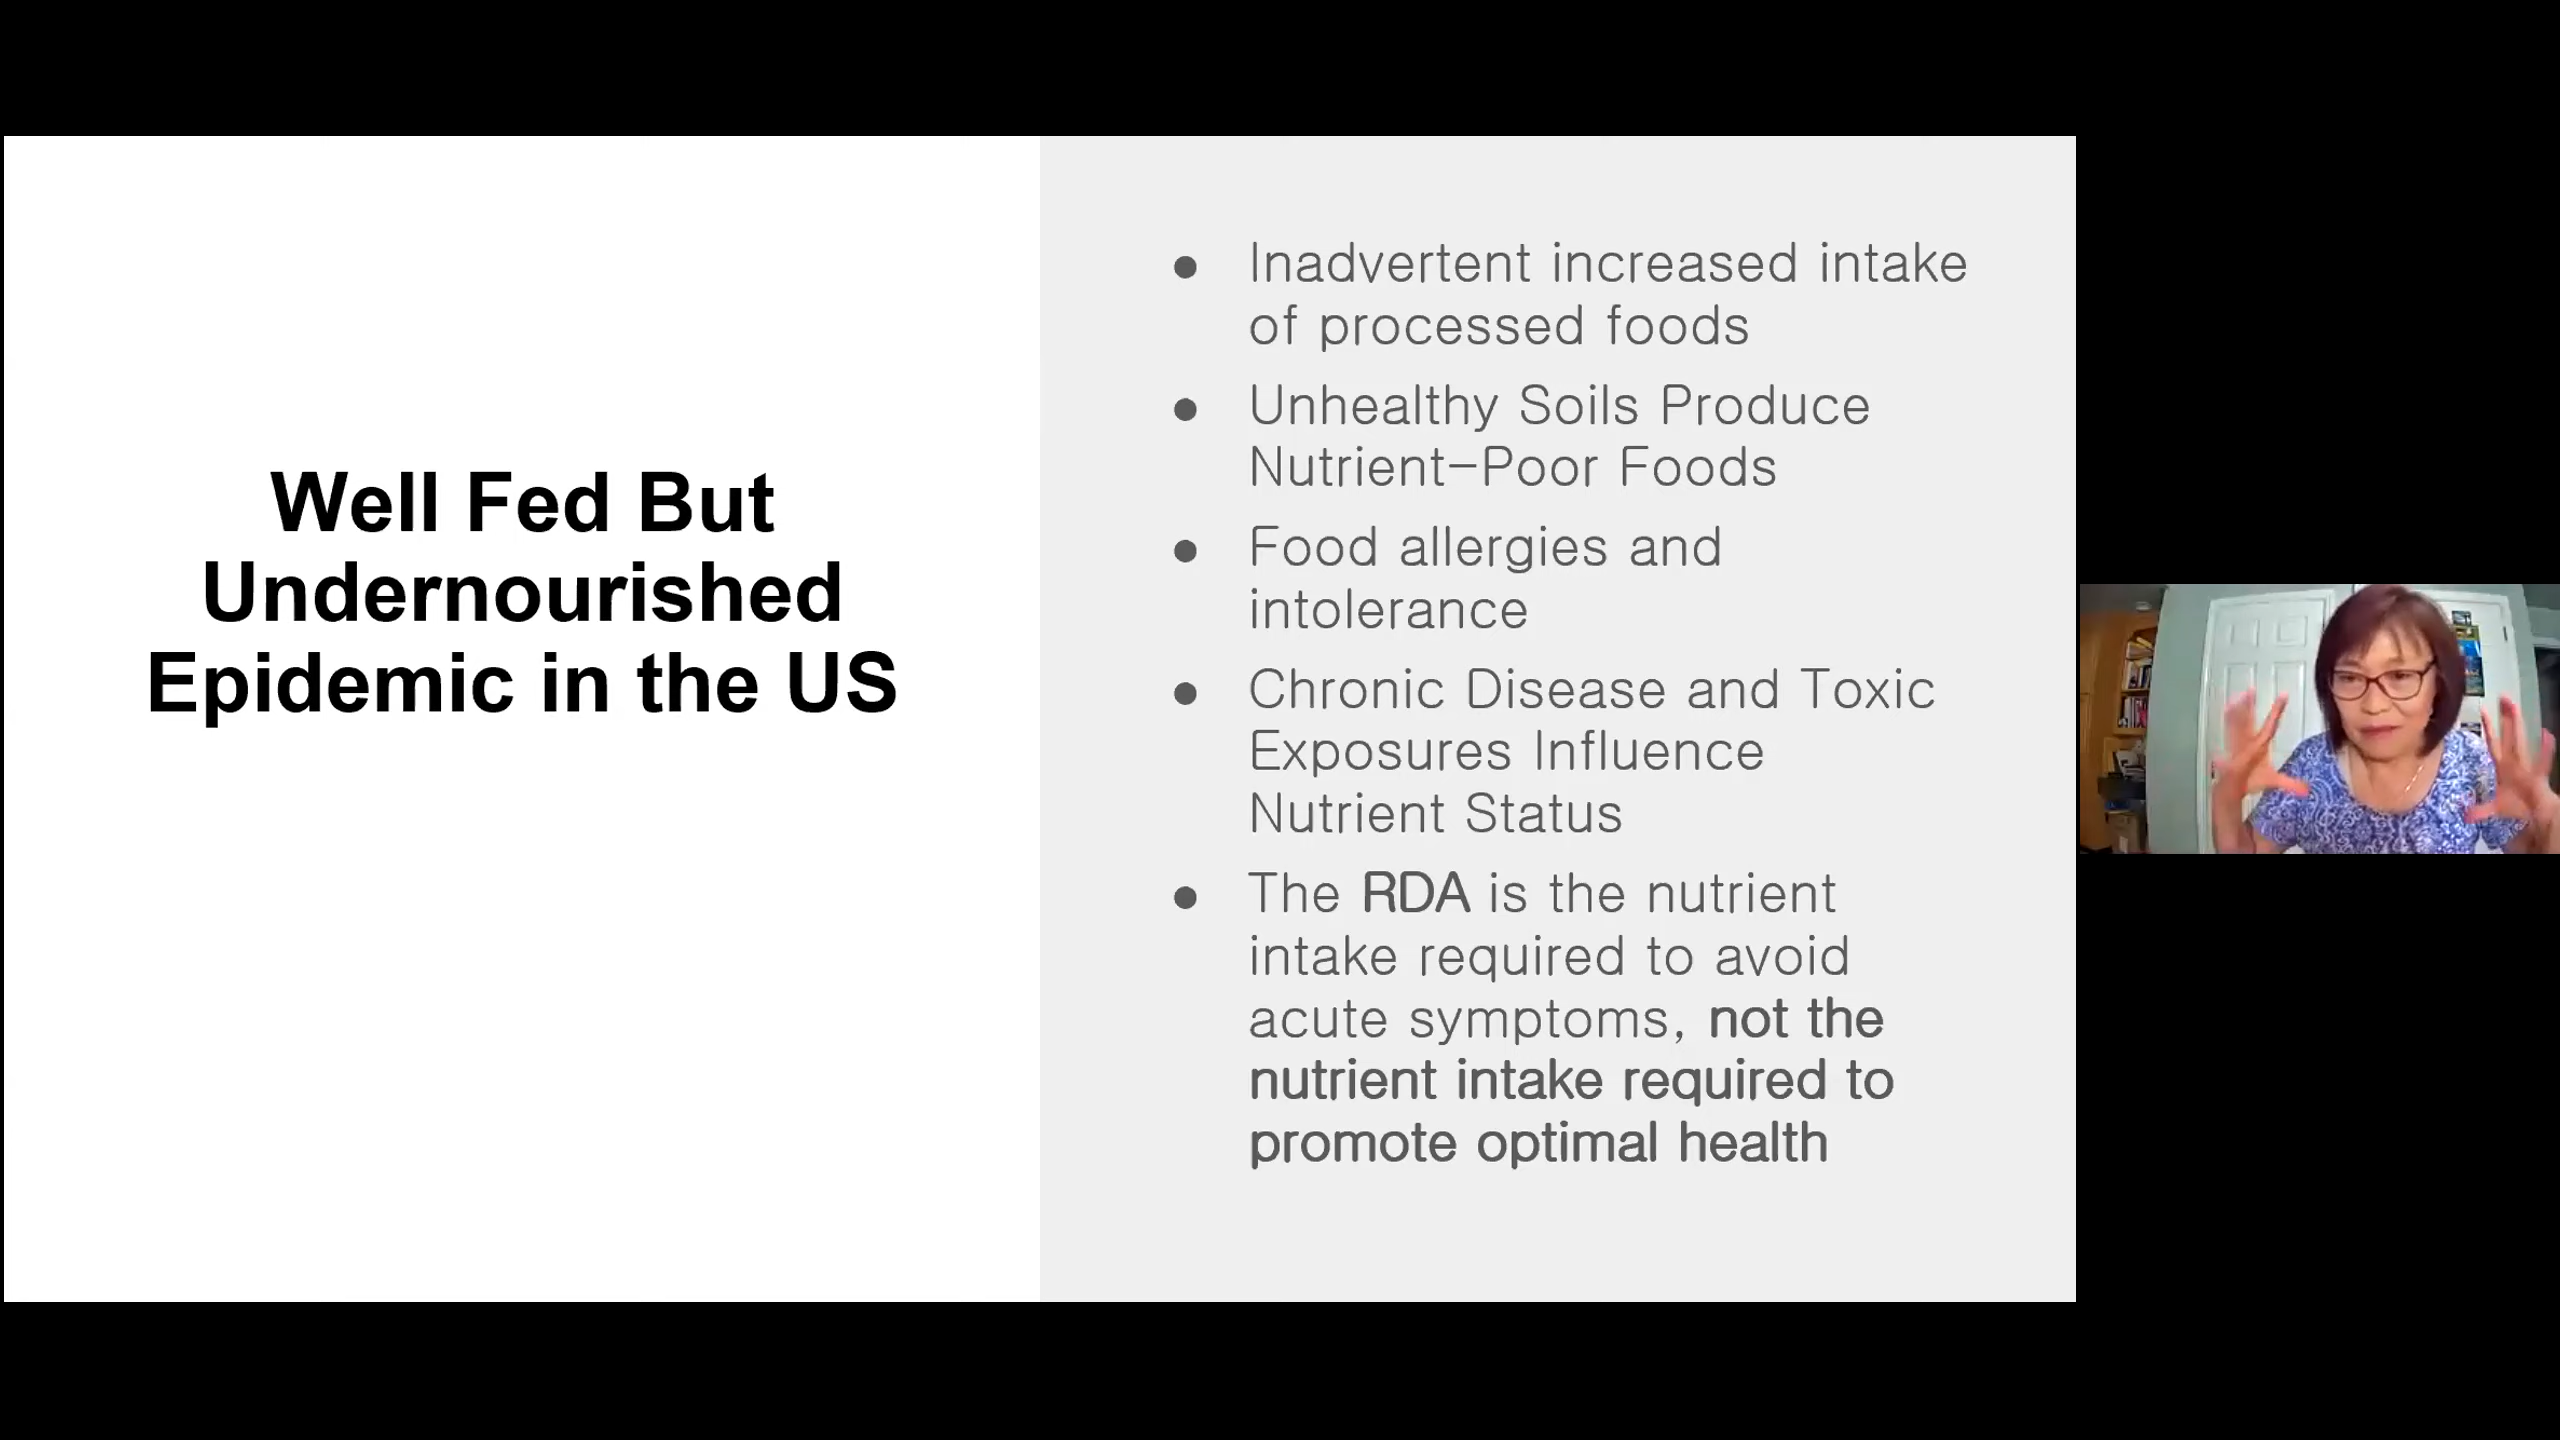 Well Fed But
Undernourished
Epidemic in the US
● Inadvertent increased intake
of processed foods
● Unhealthy Soils Produce
Nutrient-Poor Foods
● Food allergies and
intolerance
● Chronic Disease and Toxic
Exposures Influence
Nutrient Status
● The RDA is the nutrient
intake required to avoid
acute symptoms, not the
nutrient intake required to
promote optimal health